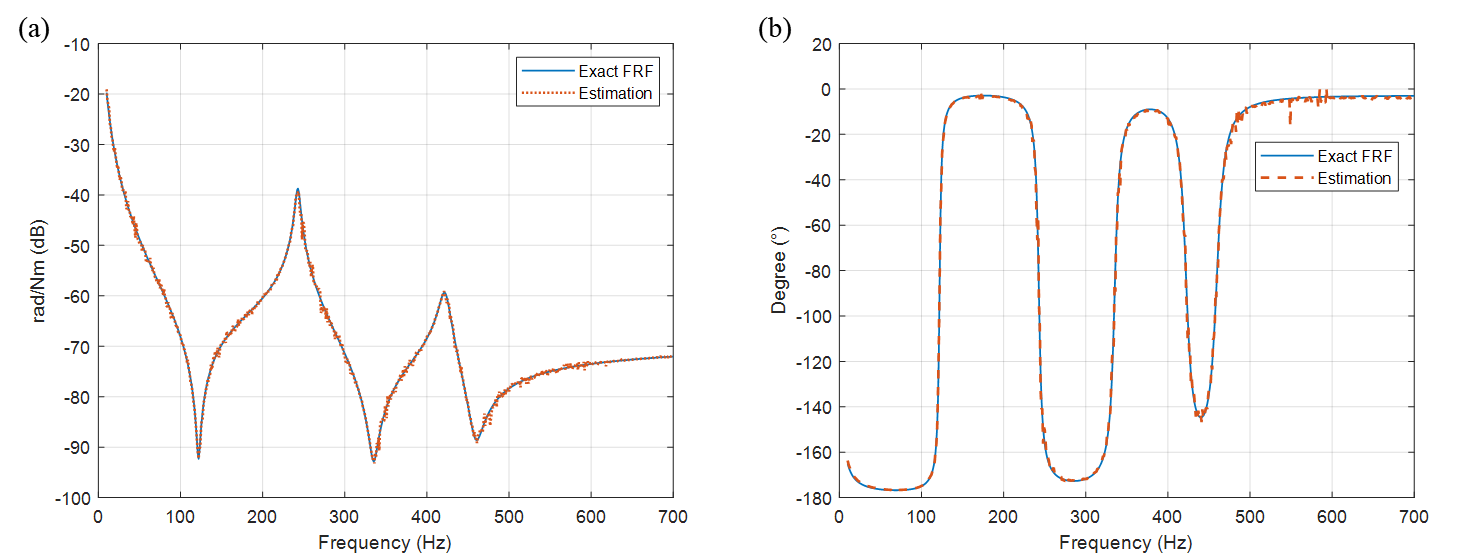 (a)
-10
-20
-30
-40
-50
-60
-70
-80
-90
-100
rad/Nm (dB)
0 100 200 300 400 500 600 700
Frequency (Hz)
Exact FRF
Estimation
(b)
20
0
-20
-40
-60
-80
-100
-120
-140
-160
-180
Degree (°)
0 100 200 300 400 500 600 700
Frequency (Hz)
Exact FRF
Estimation